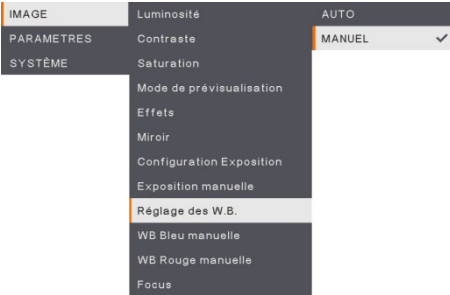 IMAGE
PARAMETRES
SYSTÈME
Luminosité
Contraste
Saturation
Mode de prévisualisation
Effets
Miroir
Configuration Exposition
Exposition manuelle
Réglage des W.B.
WB Bleu manuelle
WB Rouge manuelle
Focus
AUTO
MANUEL